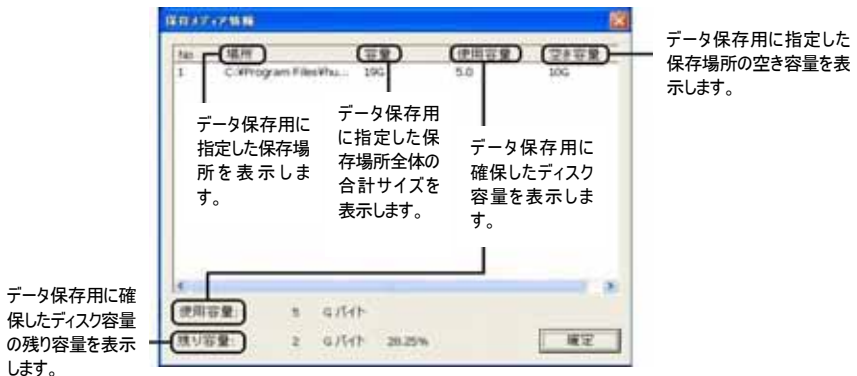 保存メディア情報
No 場所 容量 使用容量 空き容量
1 C:¥Program Files¥hu... 19G 5.0 10G
データ保存用に指定した
保存場所の空き容量を表
示します。
データ保存用に
指定した保存場
所を表示しま
す。
データ保存用
に指定した保
存場所全体の
合計サイズを
表示します。
データ保存用に
確保したディスク
容量を表示しま
す。
データ保存用に確
保したディスク容量
の残り容量を表示
します。
使用容量: 5 Gバイト
残り容量: 2 Gバイト 28.25%
確定